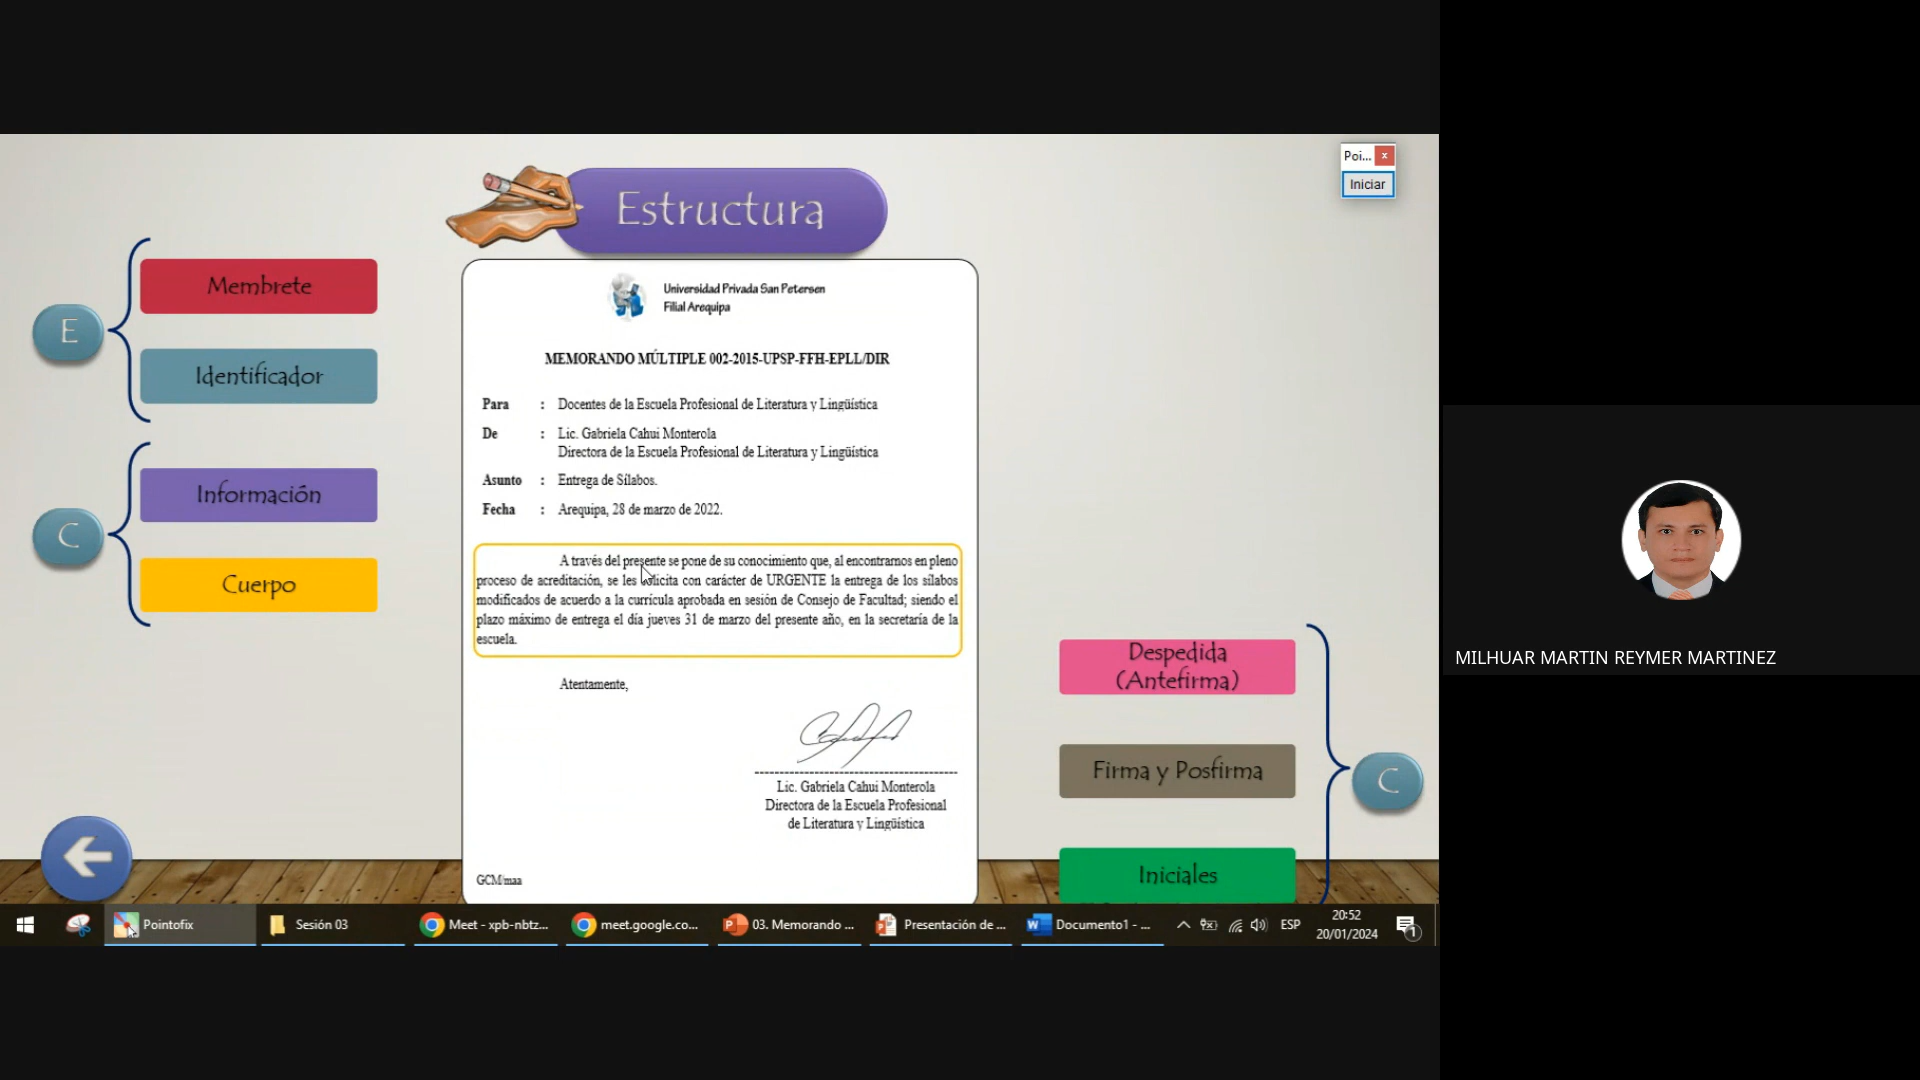 Poi...
x
Iniciar
Estructura
E
Membrete
Identificador
C
Información
Cuerpo
Universidad Privada San Petersen
Filial Arequipa
MEMORANDO MÚLTIPLE 002-2015-UPSP-FFH-EPLL/DIR
Para : Docentes de la Escuela Profesional de Literatura y Lingüística
De : Lic. Gabriela Cahui Monterola
Directora de la Escuela Profesional de Literatura y Lingüística
Asunto : Entrega de Sílabos.
Fecha : Arequipa, 28 de marzo de 2022.
A través del presente se pone de su conocimiento que, al encontrarnos en pleno
proceso de acreditación, se les solicita con carácter de URGENTE la entrega de los sílabos
modificados de acuerdo a la currícula aprobada en sesión de Consejo de Facultad; siendo el
plazo máximo de entrega el día jueves 31 de marzo del presente año, en la secretaría de la
escuela.
Atentamente,
Lic. Gabriela Cahui Monterola
Directora de la Escuela Profesional
de Literatura y Lingüística
GCM/maa
Despedida
(Antefirma)
Firma y Posfirma
Iniciales
C
MILHUAR MARTIN REYMER MARTINEZ
Pointofix
Sesión 03
Meet - xpb-nbtz...
meet.google.co...
03. Memorando ...
Presentación de ...
Documento1 - ...
ESP
20:52
20/01/2024
1